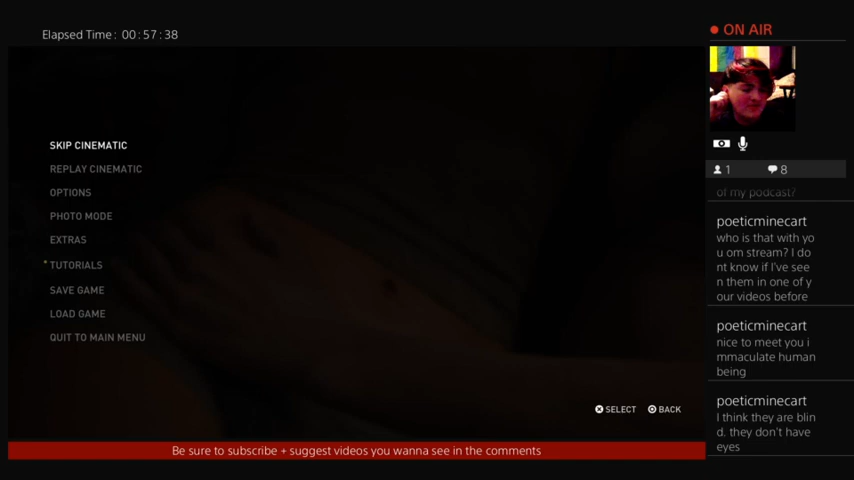 Elapsed Time: 00:57:38
ON AIR
SKIP CINEMATIC
REPLAY CINEMATIC
OPTIONS
PHOTO MODE
EXTRAS
TUTORIALS
SAVE GAME
LOAD GAME
QUIT TO MAIN MENU
SELECT BACK
Be sure to subscribe + suggest videos you wanna see in the comments
1 8
of my podcast?
poeticminecart
who is that with yo
u om stream? I do
nt know if I've see
n them in one of y
our videos before
poeticminecart
nice to meet you i
mmaculate human
being
poeticminecart
I think they are blin
d. they don't have
eyes